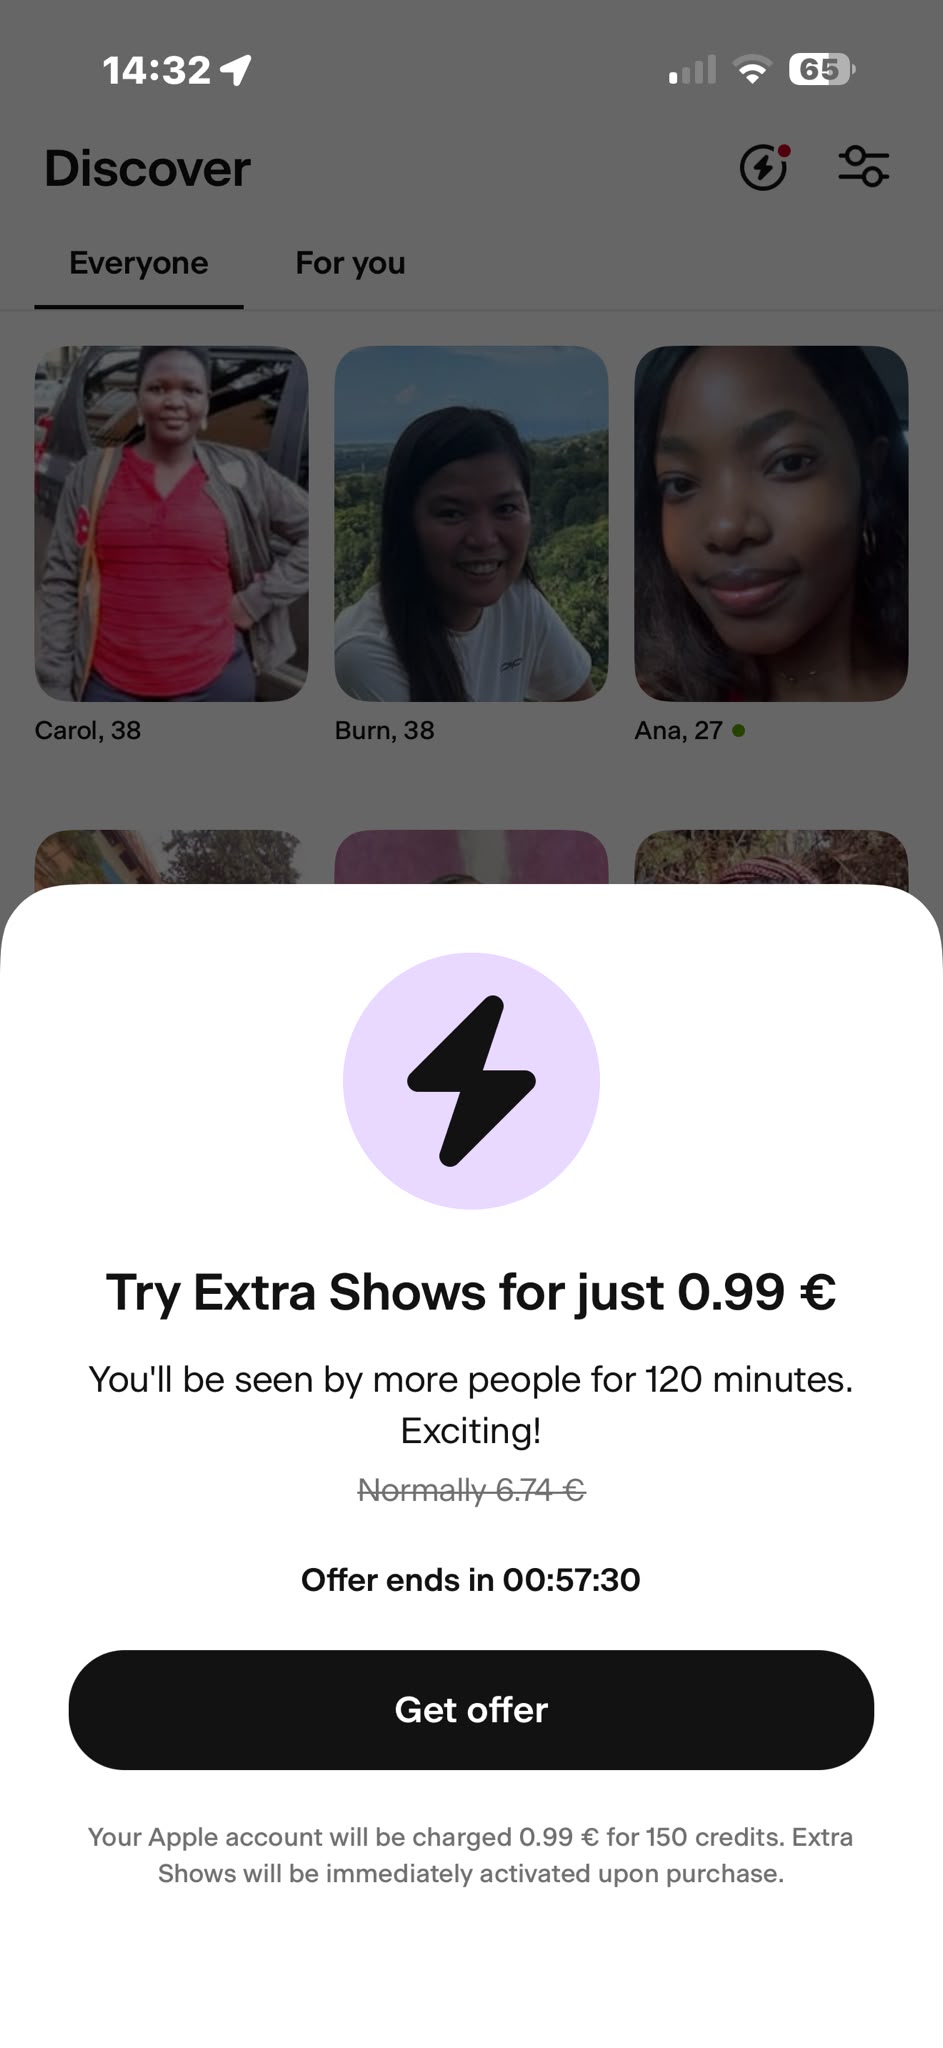 14:32
65
Discover
Everyone
For you
Carol, 38
Burn, 38
Ana, 27
Try Extra Shows for just 0.99 €
You'll be seen by more people for 120 minutes.
Exciting!
Normally 6.74 €
Offer ends in 00:57:30
Get offer
Your Apple account will be charged 0.99 € for 150 credits. Extra
Shows will be immediately activated upon purchase.